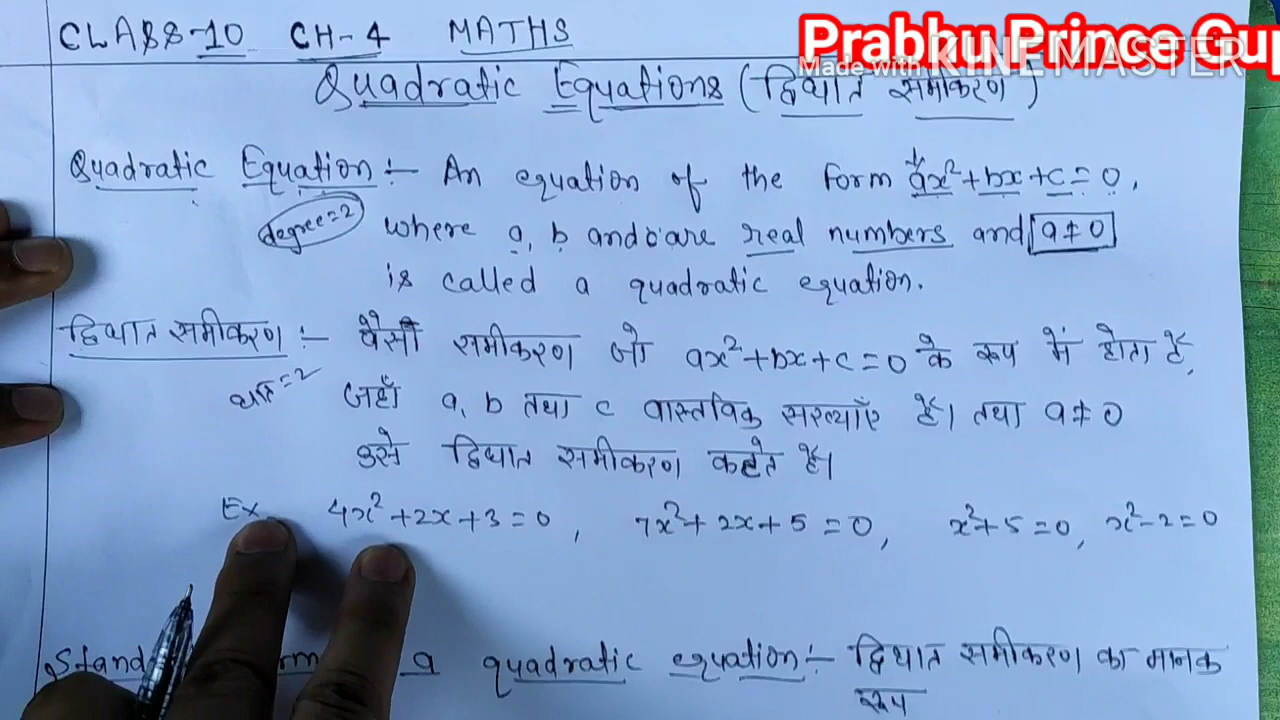 CLASS-10 CH-4 MATHS
Prabhu Prince Gup
Made with KINEMASTER
Quadratic Equations (द्विघात समीकरण)
Quadratic Equation :- An equation of the form ax²+bx+c=0,
degree=2
where a, b and c are real numbers and a≠0
is called a quadratic equation.
द्विघात समीकरण :- वैसी समीकरण जो ax²+bx+c=0 के रूप में होता है,
घात=2
जहाँ a, b तथा c वास्तविक संख्याएँ हैं। तथा a≠0
उसे द्विघात समीकरण कहते हैं।
Ex 4x²+2x+3=0, 7x²+2x+5=0, x²+5=0, x²-2=0
a quadratic equation :- द्विघात समीकरण का मानक
रूप